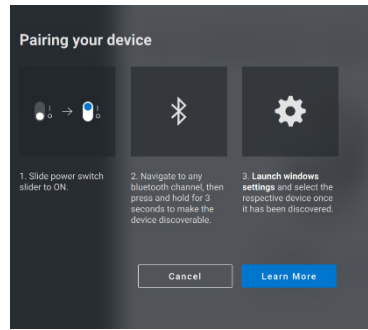 Pairing your device
1. Slide power switch
slider to ON.
2. Navigate to any
bluetooth channel, then
press and hold for 3
seconds to make the
device discoverable.
3. Launch windows
settings and select the
respective device once
it has been discovered.
Cancel
Learn More